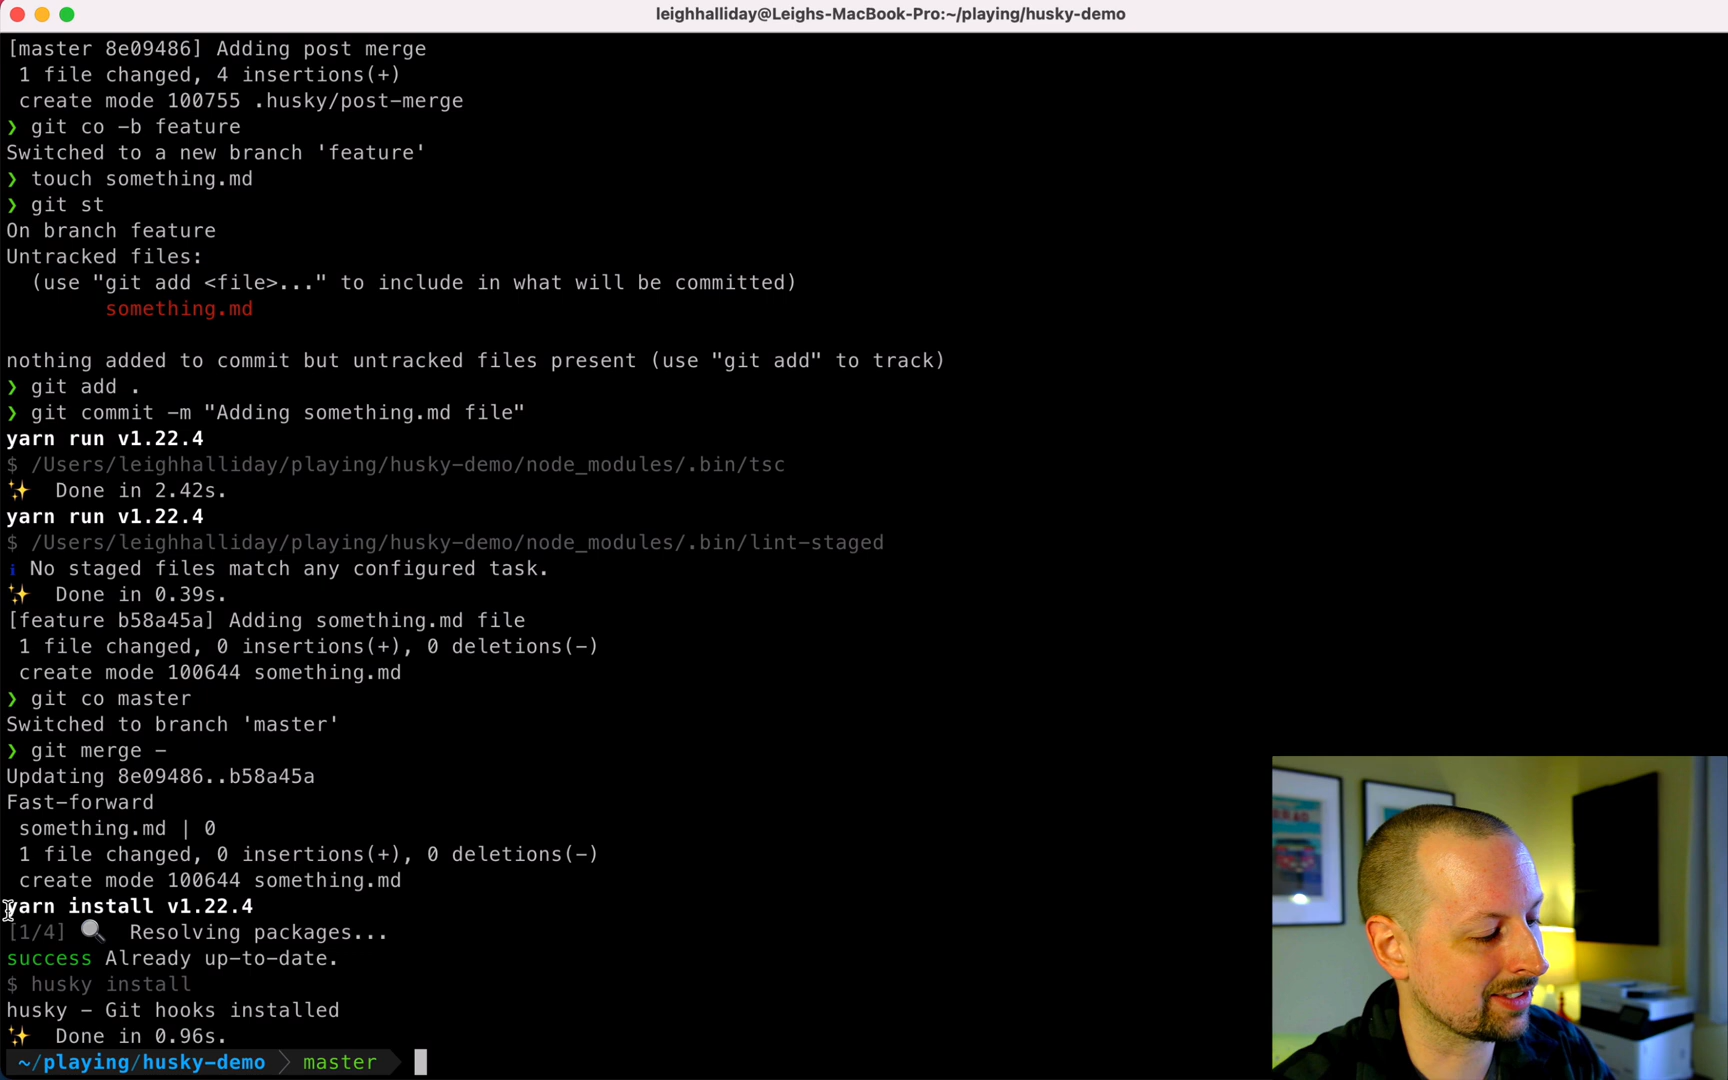 leighhalliday@Leighs-MacBook-Pro:~/playing/husky-demo
[master 8e09486] Adding post merge
1 file changed, 4 insertions(+)
create mode 100755 .husky/post-merge
❯ git co -b feature
Switched to a new branch 'feature'
❯ touch something.md
❯ git st
On branch feature
Untracked files:
(use "git add <file>..." to include in what will be committed)
something.md
nothing added to commit but untracked files present (use "git add" to track)
❯ git add .
❯ git commit -m "Adding something.md file"
yarn run v1.22.4
$ /Users/leighhalliday/playing/husky-demo/node_modules/.bin/tsc
✨ Done in 2.42s.
yarn run v1.22.4
$ /Users/leighhalliday/playing/husky-demo/node_modules/.bin/lint-staged
ℹ No staged files match any configured task.
✨ Done in 0.39s.
[feature b58a45a] Adding something.md file
1 file changed, 0 insertions(+), 0 deletions(-)
create mode 100644 something.md
❯ git co master
Switched to branch 'master'
❯ git merge -
Updating 8e09486..b58a45a
Fast-forward
something.md | 0
1 file changed, 0 insertions(+), 0 deletions(-)
create mode 100644 something.md
yarn install v1.22.4
[1/4] 🔍 Resolving packages...
success Already up-to-date.
$ husky install
husky - Git hooks installed
✨ Done in 0.96s.
~/playing/husky-demo master